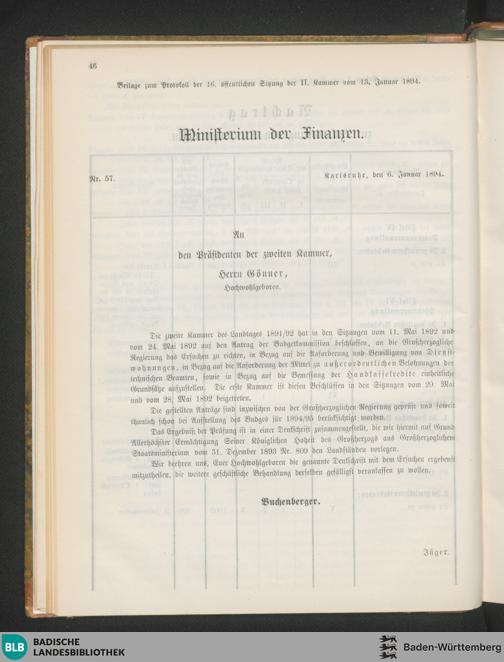 46
Beilage zum Protokoll der 16. öffentlichen Sitzung der II. Kammer vom 13. Januar 1894.
Ministerium der Finanzen.
Nr. 57.
Karlsruhe, den 6. Januar 1894.
An
den Präsidenten der zweiten Kammer,
Herrn Gönner,
Hochwohlgeboren.
Die zweite Kammer des Landtages 1891/92 hat in den Sitzungen vom 11. Mai 1892 und
vom 24. Mai 1892 auf den Antrag der Budgetkommission beschlossen, an die Großherzogliche
Regierung das Ersuchen zu richten, in Bezug auf die Anforderung und Bewilligung von Dienst-
wohnungen, in Bezug auf die Anforderung der Mittel zu außerordentlichen Belohnungen der
technischen Beamten, sowie in Bezug auf die Bemessung der Handkassekredite einheitliche
Grundsätze aufzustellen. Die erste Kammer ist diesen Beschlüssen in den Sitzungen vom 20. Mai
und vom 28. Mai 1892 beigetreten.
Die gestellten Anträge sind inzwischen von der Großherzoglichen Regierung geprüft und soweit
thunlich schon bei Aufstellung des Budgets für 1894/95 berücksichtigt worden.
Das Ergebniß der Prüfung ist in einer Denkschrift zusammengestellt, die wir hiermit auf Grund
Allerhöchster Ermächtigung Seiner Königlichen Hoheit des Großherzogs aus Großherzoglichem
Staatsministerium vom 31. Dezember 1893 Nr. 809 den Landständen vorlegen.
Wir beehren uns, Euer Hochwohlgeboren die genannte Denkschrift mit dem Ersuchen ergebenst
mitzutheilen, die weitere geschäftliche Behandlung derselben gefälligst veranlassen zu wollen.
Buchenberger.
Jäger.
BLB BADISCHE
LANDESBIBLIOTHEK
Baden-Württemberg